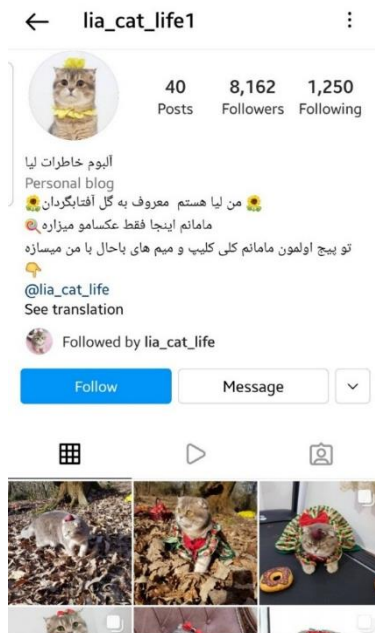 lia_cat_life1
40 8,162 1,250
Posts Followers Following
آلبوم خاطرات لیا
Personal blog
🌻 من لیا هستم معروف به گل آفتابگردان🌻
مامانم اینجا فقط عکسامو میزاره🍭
تو پیج اولمون مامانم کلی کلیپ و میم های باحال با من میسازه
👇
@lia_cat_life
See translation
Followed by lia_cat_life
Follow Message